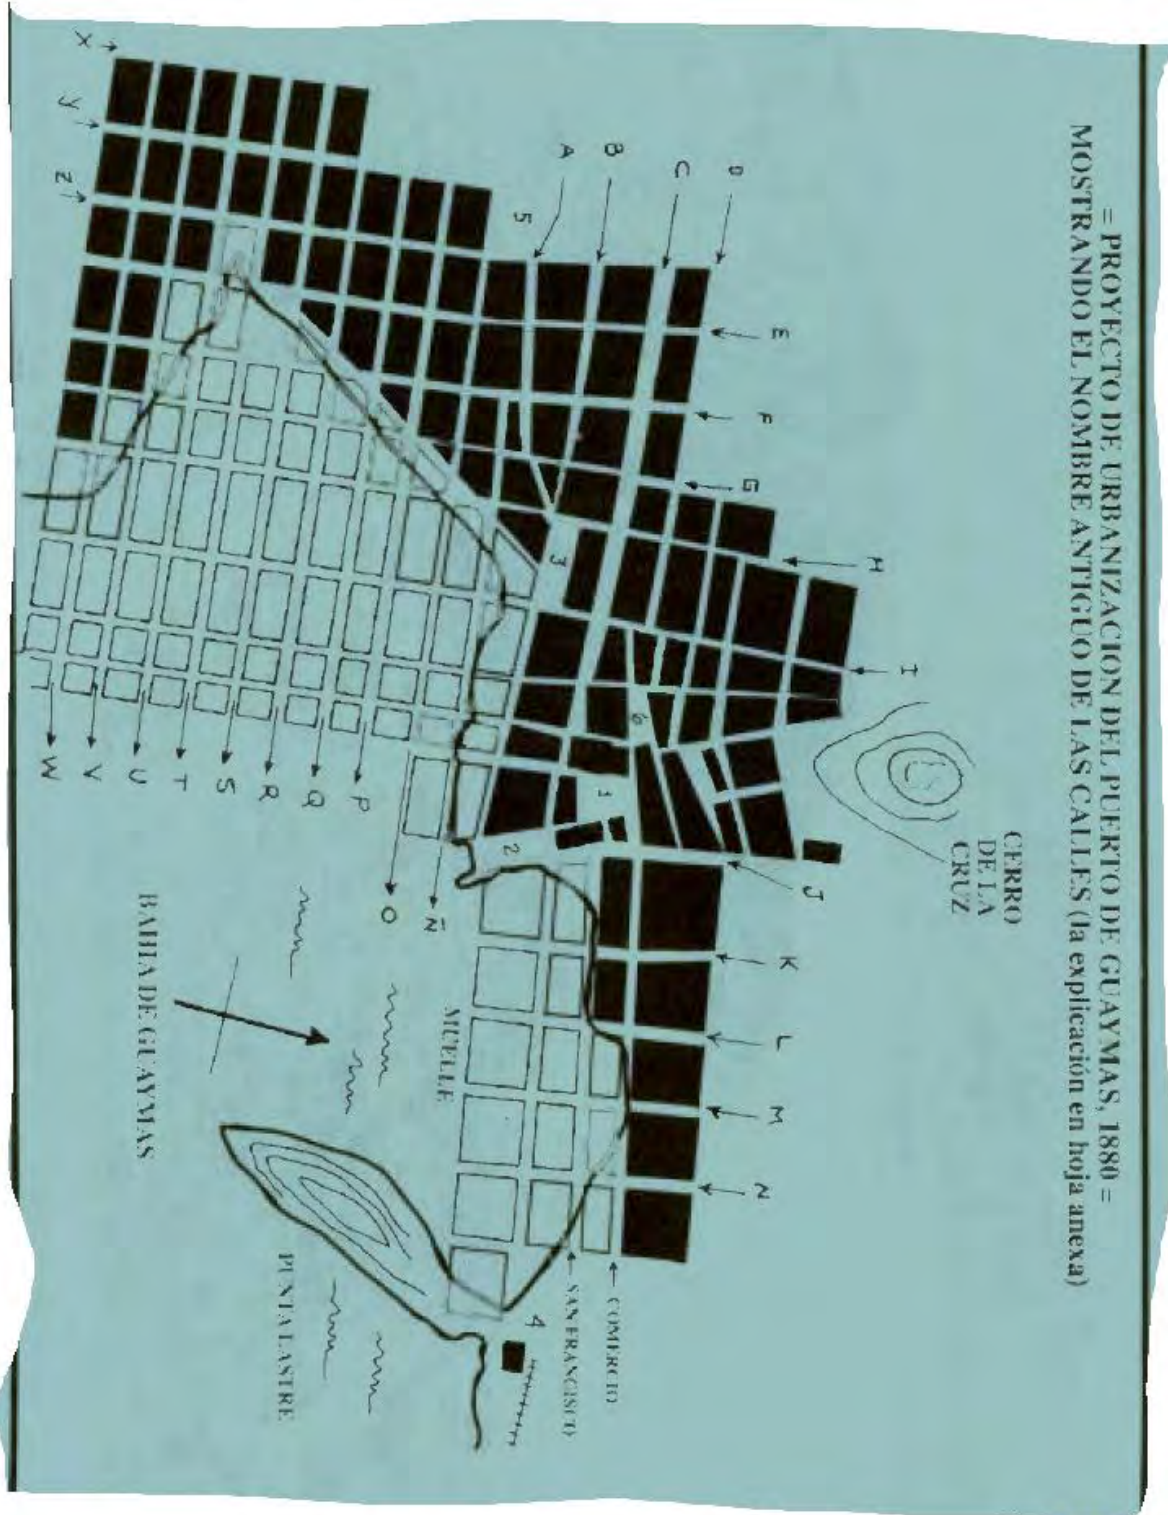 = PROYECTO DE URBANIZACION DEL PUERTO DE GUAYMAS, 1880 =
MOSTRANDO EL NOMBRE ANTIGUO DE LAS CALLES (la explicación en hoja anexa)
CERRO
DE LA
CRUZ
A
B
C
D
E
F
G
H
I
J
K
L
M
N
X
y
Z
5
3
6
1
2
4
COMERCIO
SAN FRANCISCO
Ñ
O
P
Q
R
S
T
U
V
W
MUELLE
BAHIA DE GUAYMAS
PUNTA LASTRE